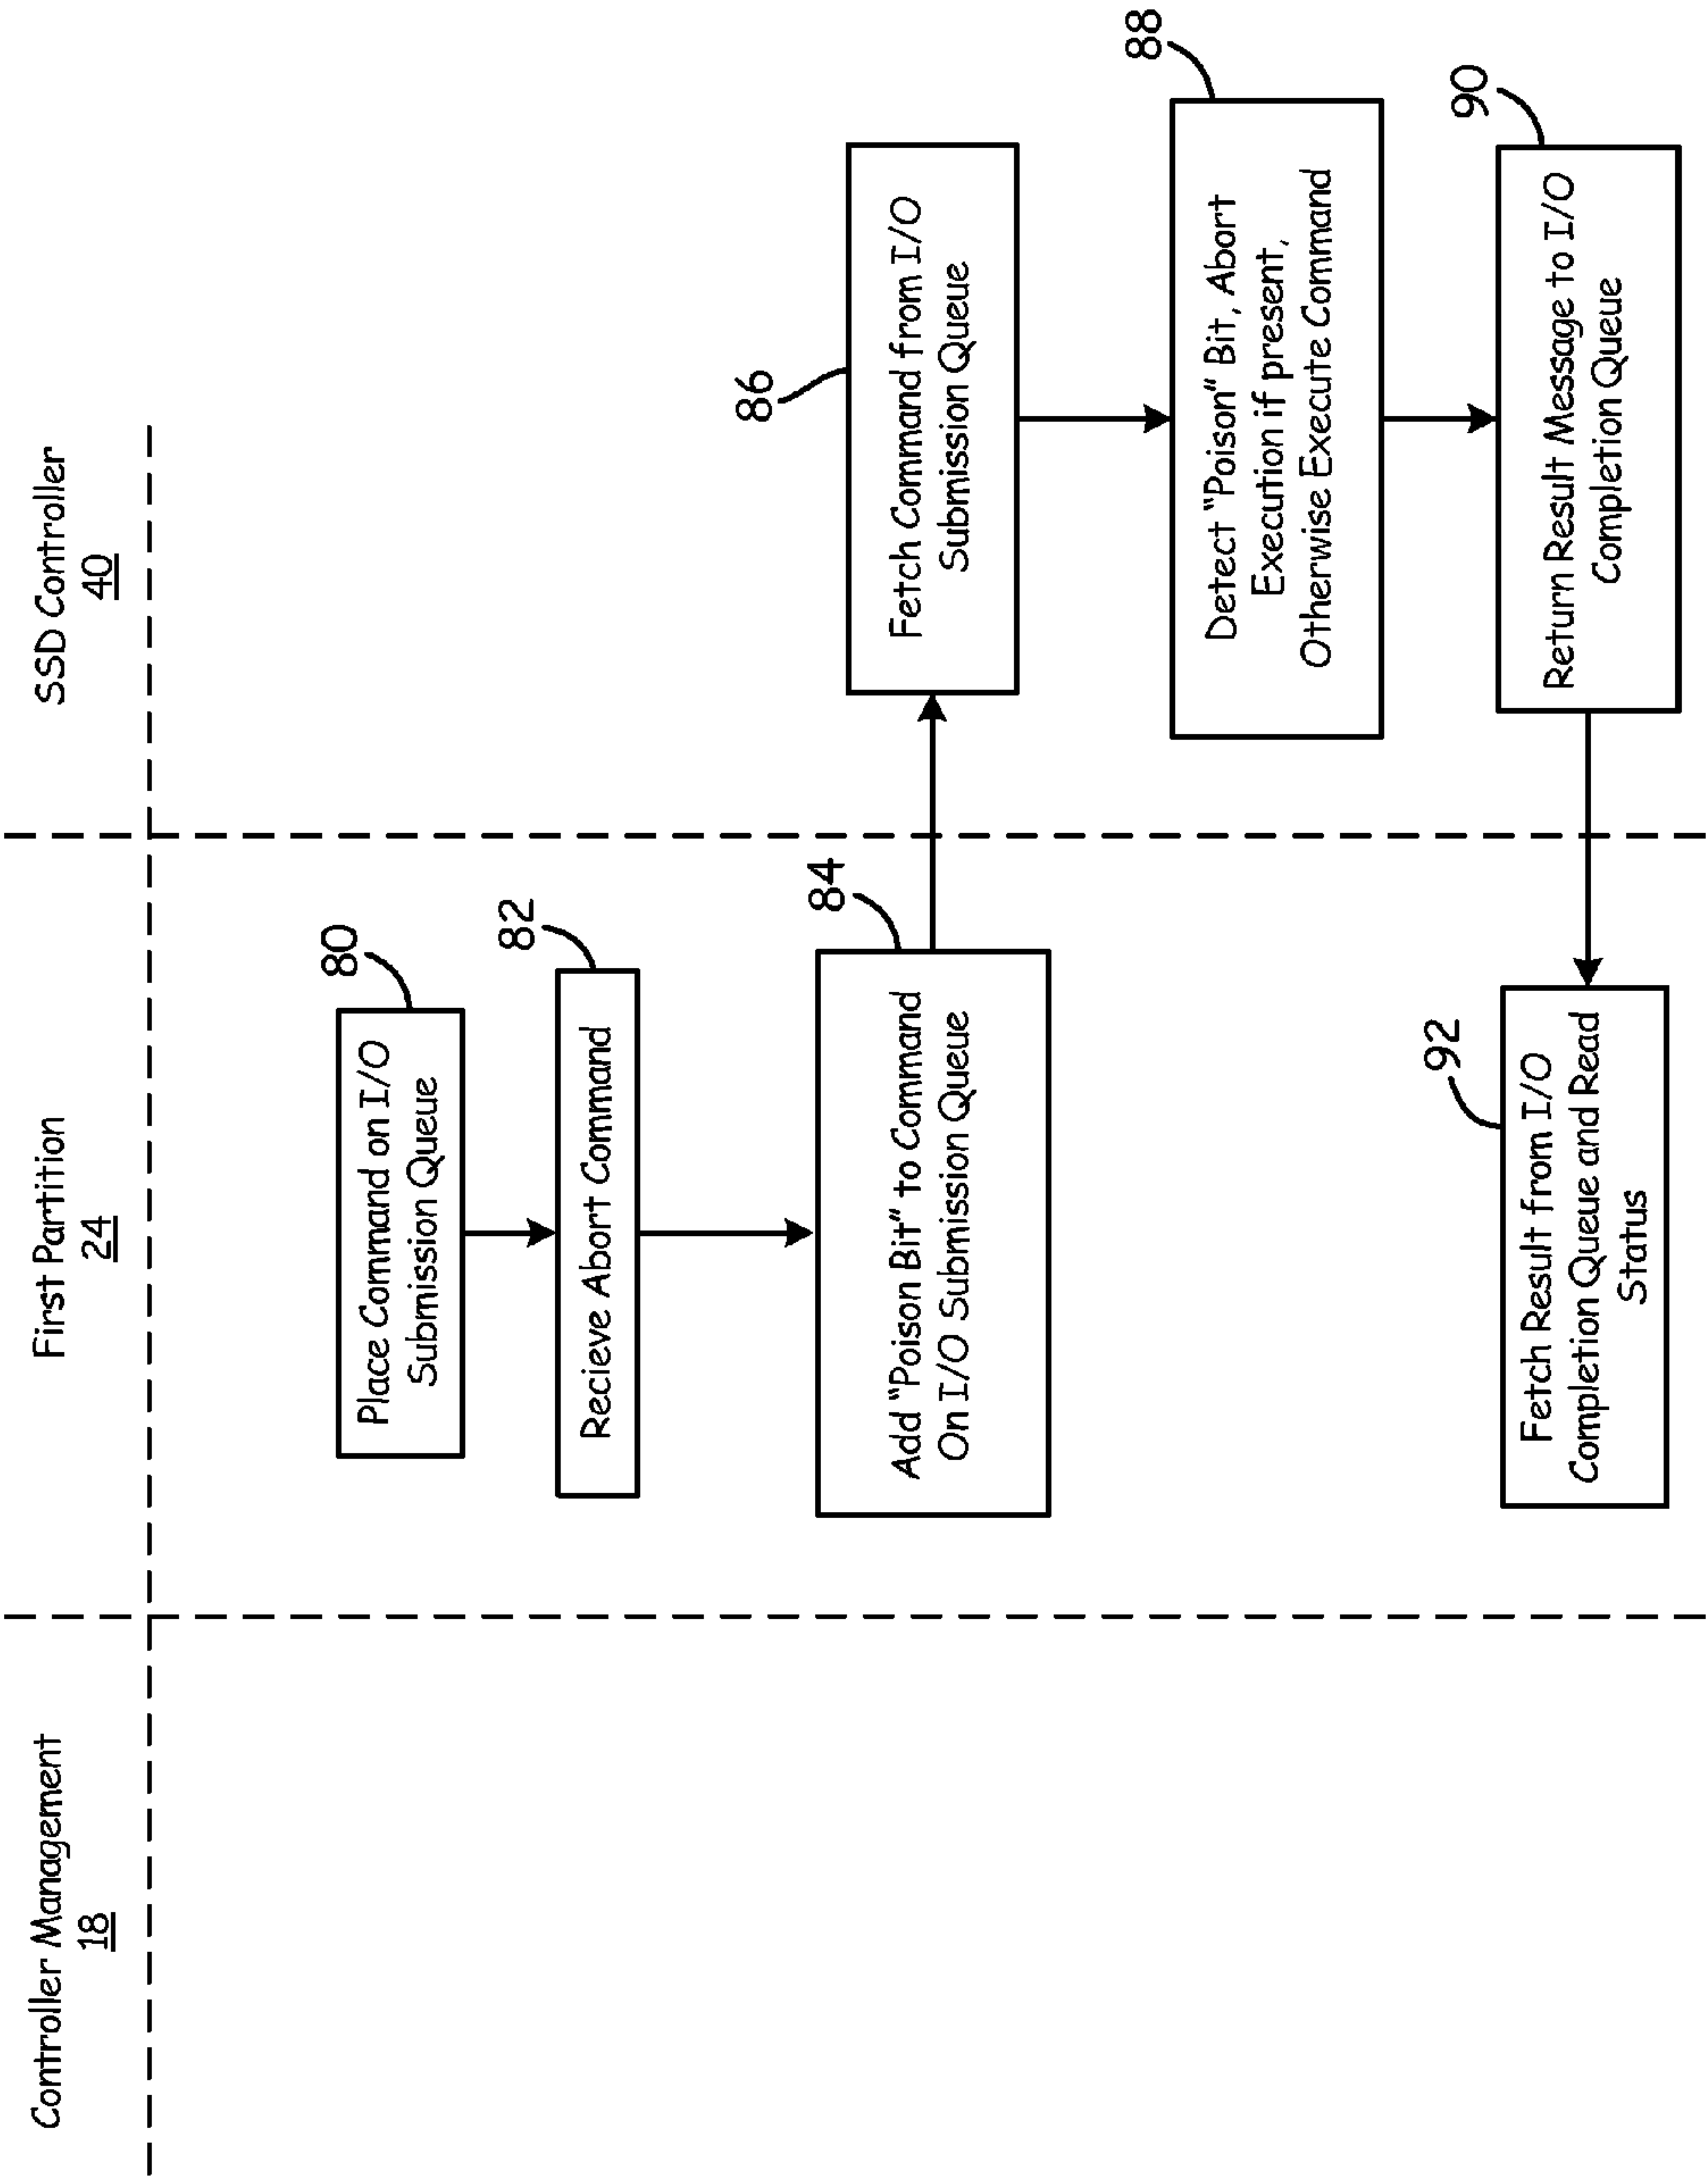 Controller Management
18
First Partition
24
SSD Controller
40
80
Place Command on I/O
Submission Queue
82
Recieve Abort Command
84
Add "Poison Bit" to Command
On I/O Submission Queue
86
Fetch Command from I/O
Submission Queue
88
Detect "Poison" Bit, Abort
Execution if present,
Otherwise Execute Command
90
Return Result Message to I/O
Completion Queue
92
Fetch Result from I/O
Completion Queue and Read
Status